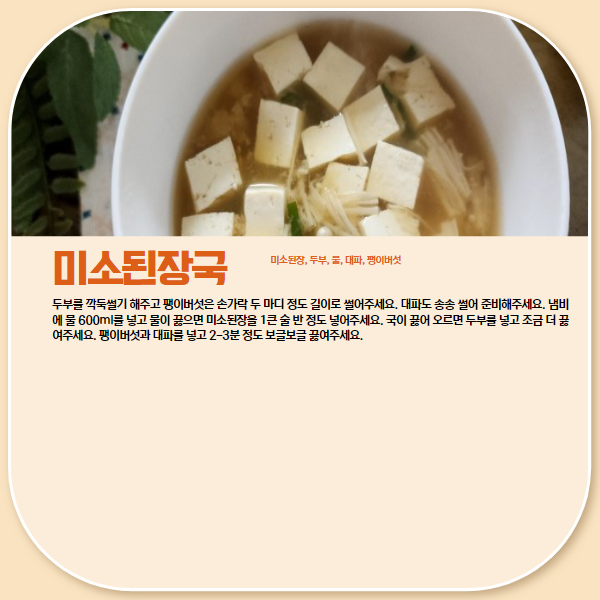 미소된장국
미소된장, 두부, 물, 대파, 팽이버섯
두부를 깍둑썰기 해주고 팽이버섯은 손가락 두 마디 정도 길이로 썰어주세요. 대파도 송송 썰어 준비해주세요. 냄비
에 물 600ml를 넣고 물이 끓으면 미소된장을 1큰 술 반 정도 넣어주세요. 국이 끓어 오르면 두부를 넣고 조금 더 끓
여주세요. 팽이버섯과 대파를 넣고 2-3분 정도 보글보글 끓여주세요.